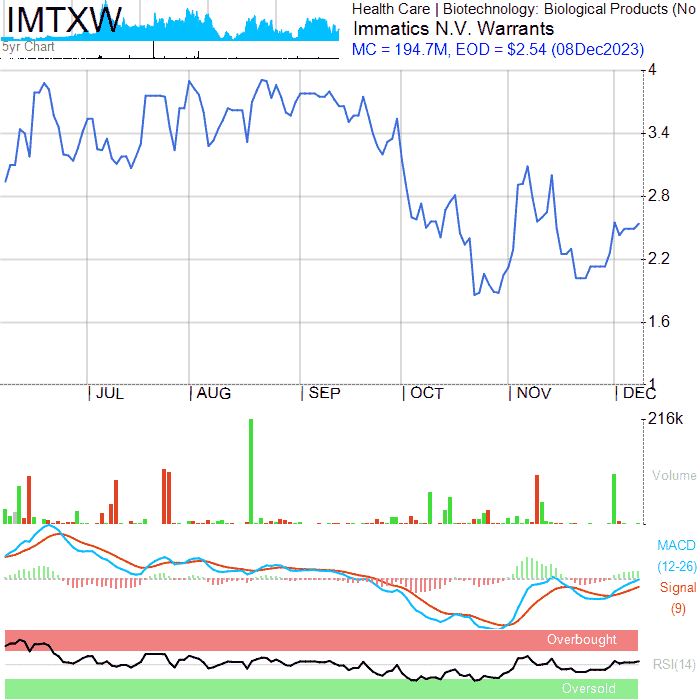 IMTXW
5yr Chart
Health Care | Biotechnology: Biological Products (No
Immatics N.V. Warrants
MC = 194.7M, EOD = $2.54 (08Dec2023)
4
3.4
2.8
2.2
1.6
1
JUL
AUG
SEP
OCT
NOV
DEC
216k
Volume
MACD
(12-26)
Signal
(9)
Overbought
RSI(14)
Oversold